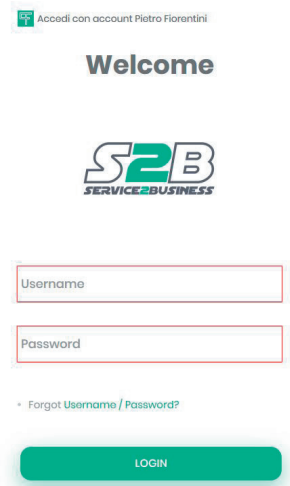 Accedi con account Pietro Fiorentini
Welcome
S2B
SERVICE2BUSINESS
Username
Password
• Forgot Username / Password?
LOGIN